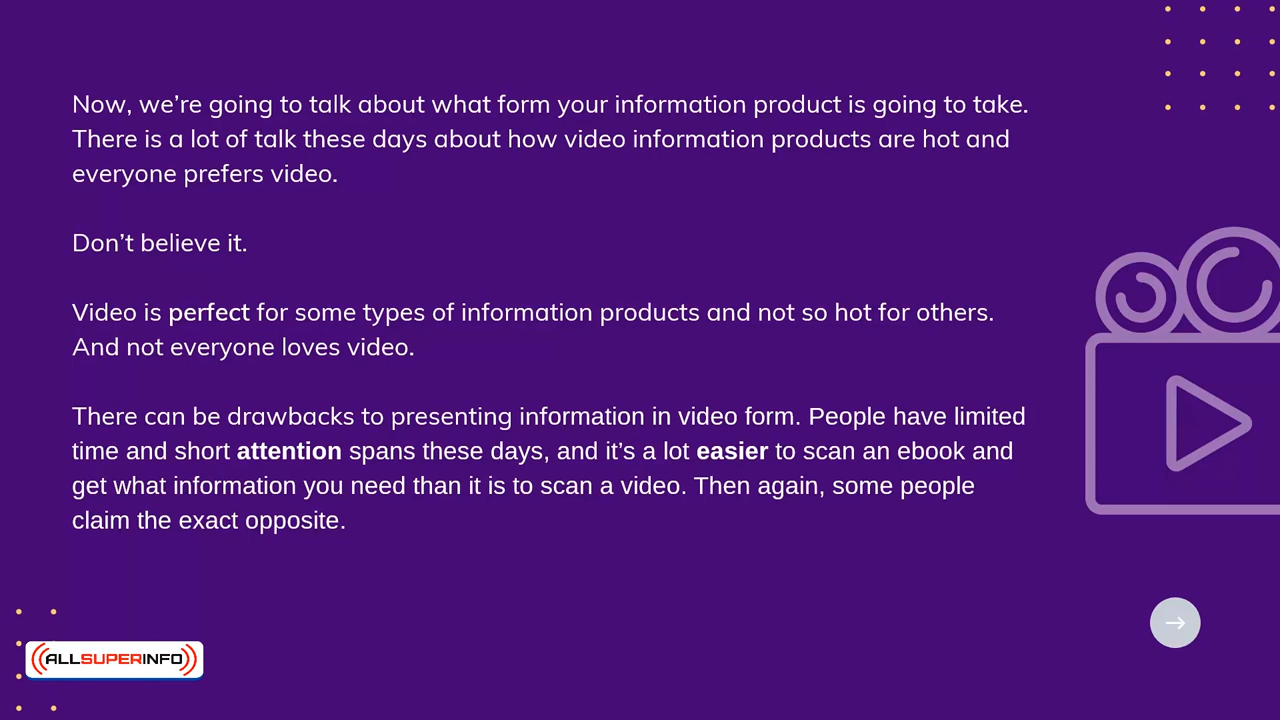 Now, we’re going to talk about what form your information product is going to take.
There is a lot of talk these days about how video information products are hot and
everyone prefers video.
Don’t believe it.
Video is perfect for some types of information products and not so hot for others.
And not everyone loves video.
There can be drawbacks to presenting information in video form. People have limited
time and short attention spans these days, and it’s a lot easier to scan an ebook and
get what information you need than it is to scan a video. Then again, some people
claim the exact opposite.
ALLSUPERINFO